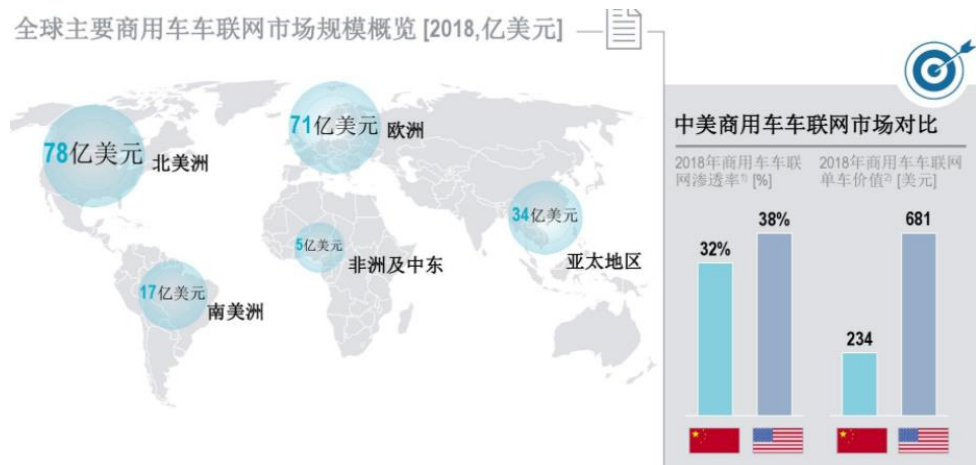 全球主要商用车车联网市场规模概览 [2018,亿美元]
78亿美元
北美洲
71亿美元
欧洲
34亿美元
亚太地区
5亿美元
非洲及中东
17亿美元
南美洲
中美商用车车联网市场对比
2018年商用车车联
网渗透率¹⁾ [%]
2018年商用车车联网
单车价值²⁾ [美元]
32%
38%
234
681